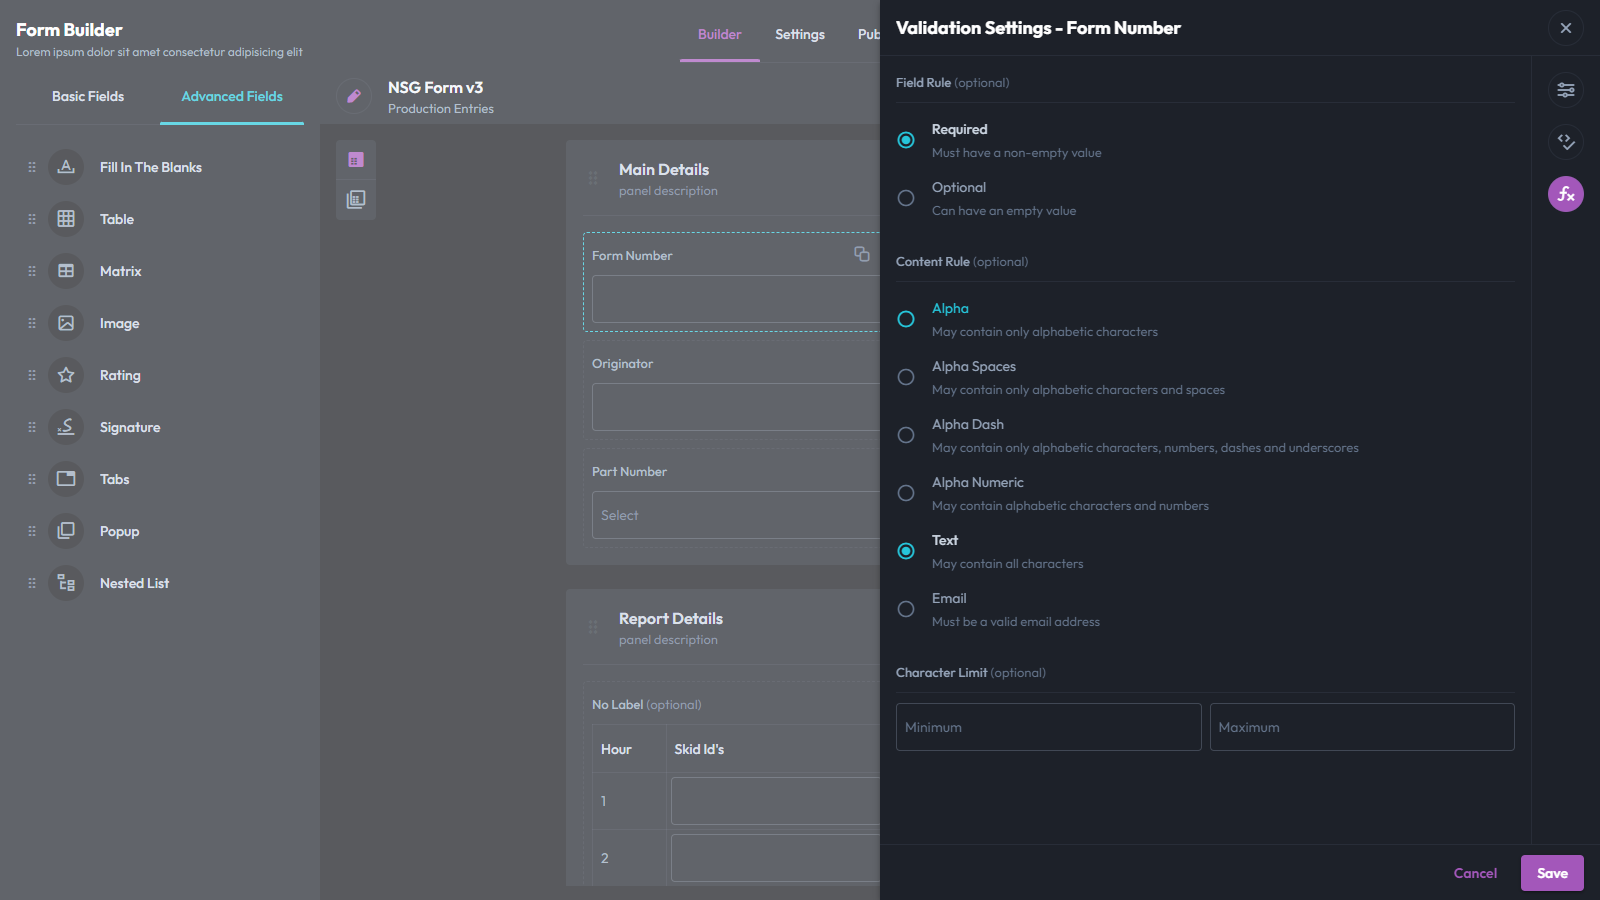 Form Builder
Lorem ipsum dolor sit amet consectetur adipisicing elit
Basic Fields
Advanced Fields
Fill In The Blanks
Table
Matrix
Image
Rating
Signature
Tabs
Popup
Nested List
Builder
Settings
Pub
NSG Form v3
Production Entries
Main Details
panel description
Form Number
Originator
Part Number
Select
Report Details
panel description
No Label (optional)
Hour
Skid Id's
1
2
Validation Settings - Form Number
Field Rule (optional)
Required
Must have a non-empty value
Optional
Can have an empty value
Content Rule (optional)
Alpha
May contain only alphabetic characters
Alpha Spaces
May contain only alphabetic characters and spaces
Alpha Dash
May contain only alphabetic characters, numbers, dashes and underscores
Alpha Numeric
May contain alphabetic characters and numbers
Text
May contain all characters
Email
Must be a valid email address
Character Limit (optional)
Minimum
Maximum
Cancel
Save